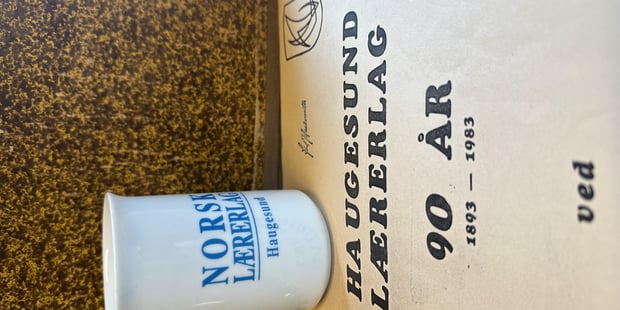 HAUGESUND
LÆRERLAG
90 ÅR
1893 — 1983
ved
NORSK
LÆRERLAG
Haugesund